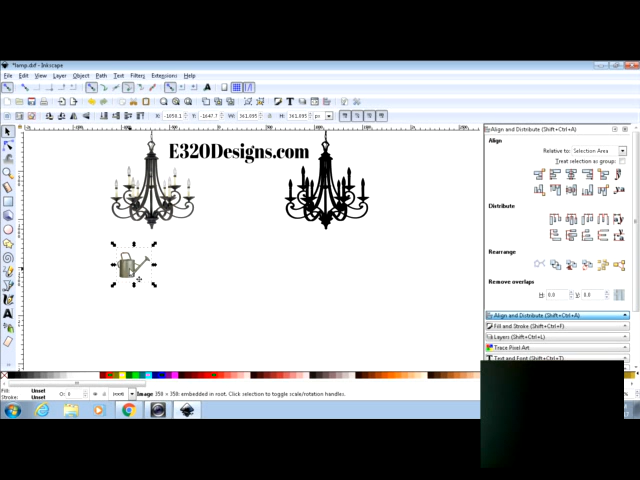 *lamp.dxf - Inkscape
File Edit View Layer Object Path Text Filters Extensions Help
E320Designs.com
Align and Distribute (Shift+Ctrl+A)
Align
Relative to: Selection Area
Treat selection as group:
Distribute
Rearrange
Remove overlaps
H: 0.0 V: 0.0
Align and Distribute (Shift+Ctrl+A)
Fill and Stroke (Shift+Ctrl+F)
Layers (Shift+Ctrl+L)
Trace Pixel Art
Text and Font (Shift+Ctrl+T)
Fill: Unset
Stroke: Unset
O: 0
Image 358 × 358: embedded in root. Click selection to toggle scale/rotation handles.